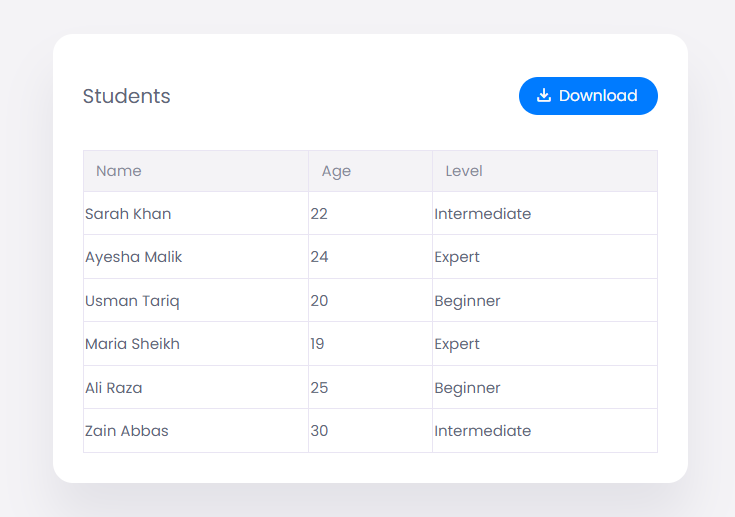 Students
Download
Name Age Level
Sarah Khan 22 Intermediate
Ayesha Malik 24 Expert
Usman Tariq 20 Beginner
Maria Sheikh 19 Expert
Ali Raza 25 Beginner
Zain Abbas 30 Intermediate